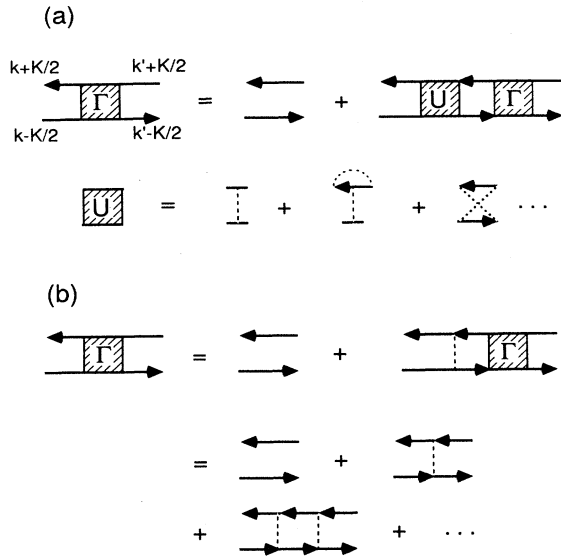 (a)
k+K/2 k'+K/2
Γ = + U Γ
k-K/2 k'-K/2
U = + + ···
(b)
Γ = + Γ
= +
+ + ···